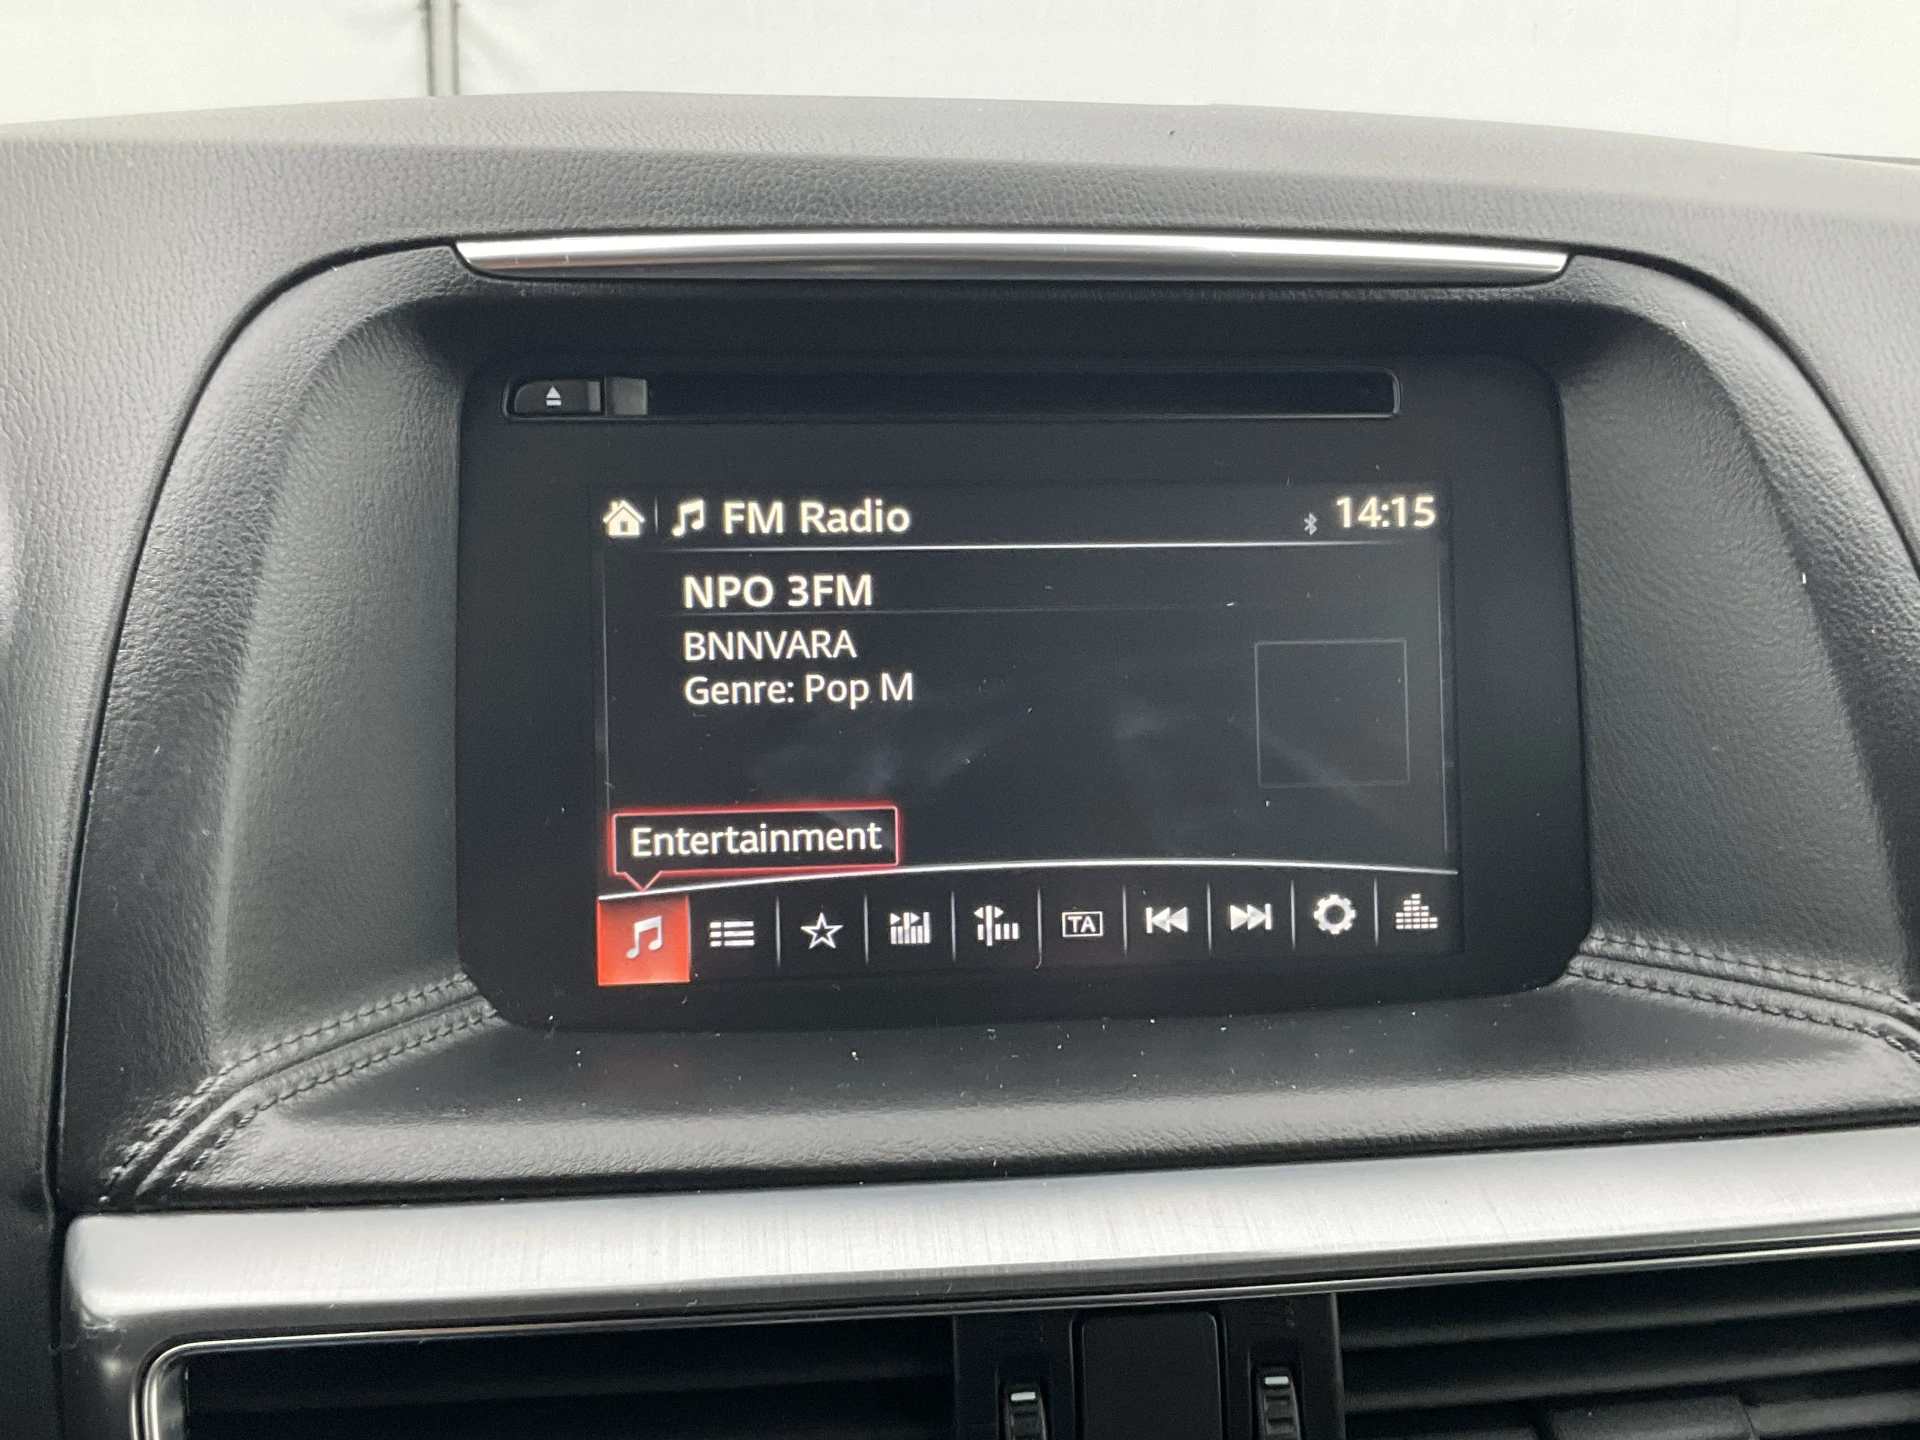 FM Radio 14:15
NPO 3FM
BNNVARA
Genre: Pop M
Entertainment
TA